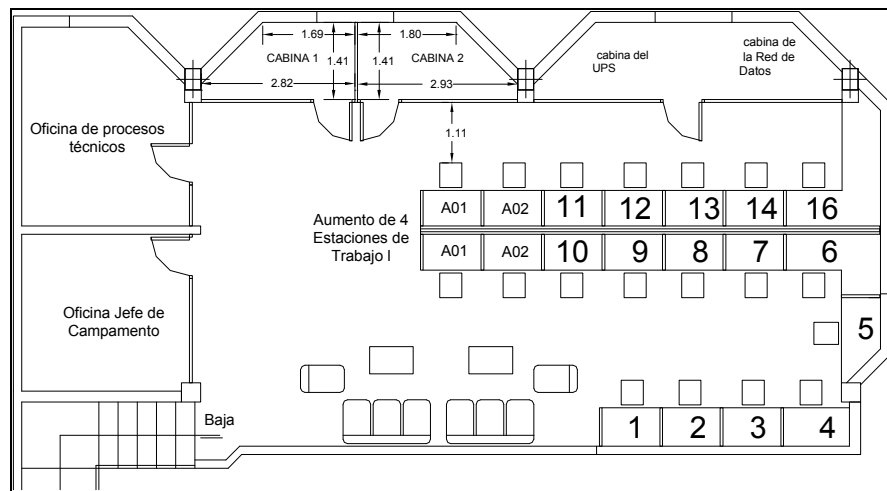 1.69
1.80
CABINA 1
1.41
1.41
CABINA 2
2.82
2.93
cabina del
UPS
cabina de
la Red de
Datos
Oficina de procesos
técnicos
1.11
Aumento de 4
Estaciones de
Trabajo I
A01
A02
11
12
13
14
16
A01
A02
10
9
8
7
6
Oficina Jefe de
Campamento
5
Baja
1
2
3
4